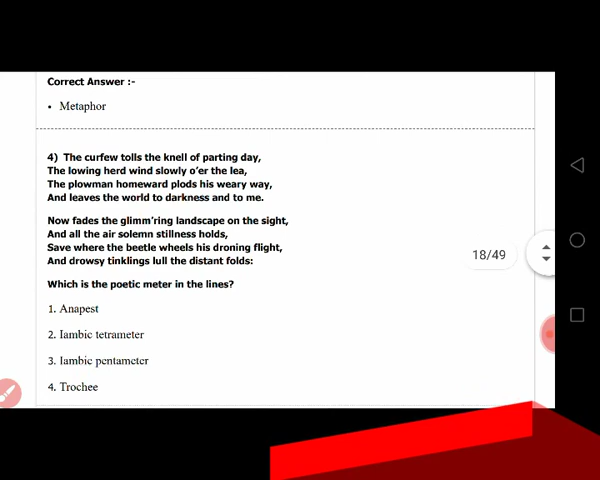 Correct Answer :-
• Metaphor
4) The curfew tolls the knell of parting day,
The lowing herd wind slowly o'er the lea,
The plowman homeward plods his weary way,
And leaves the world to darkness and to me.
Now fades the glimm'ring landscape on the sight,
And all the air solemn stillness holds,
Save where the beetle wheels his droning flight,
And drowsy tinklings lull the distant folds:
18/49
Which is the poetic meter in the lines?
1. Anapest
2. Iambic tetrameter
3. Iambic pentameter
4. Trochee